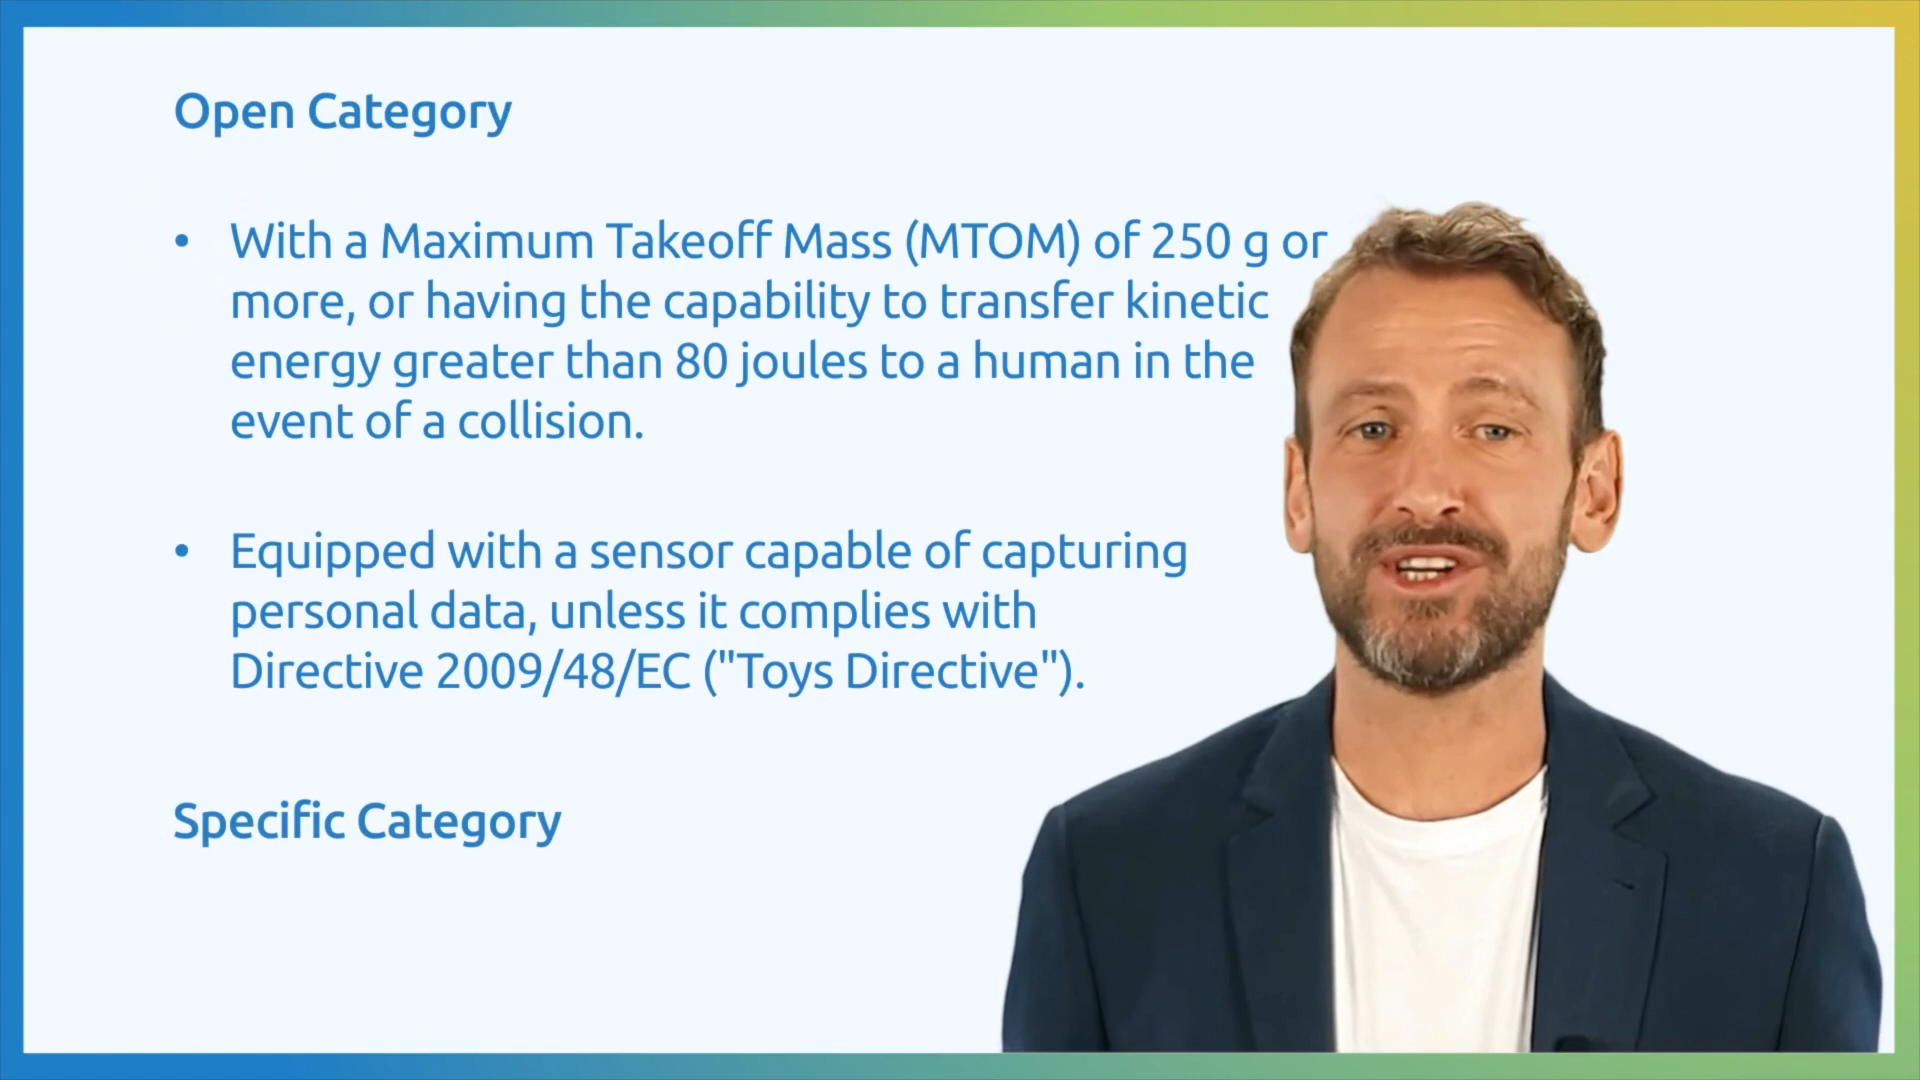 Open Category
• With a Maximum Takeoff Mass (MTOM) of 250 g or
more, or having the capability to transfer kinetic
energy greater than 80 joules to a human in the
event of a collision.
• Equipped with a sensor capable of capturing
personal data, unless it complies with
Directive 2009/48/EC ("Toys Directive").
Specific Category